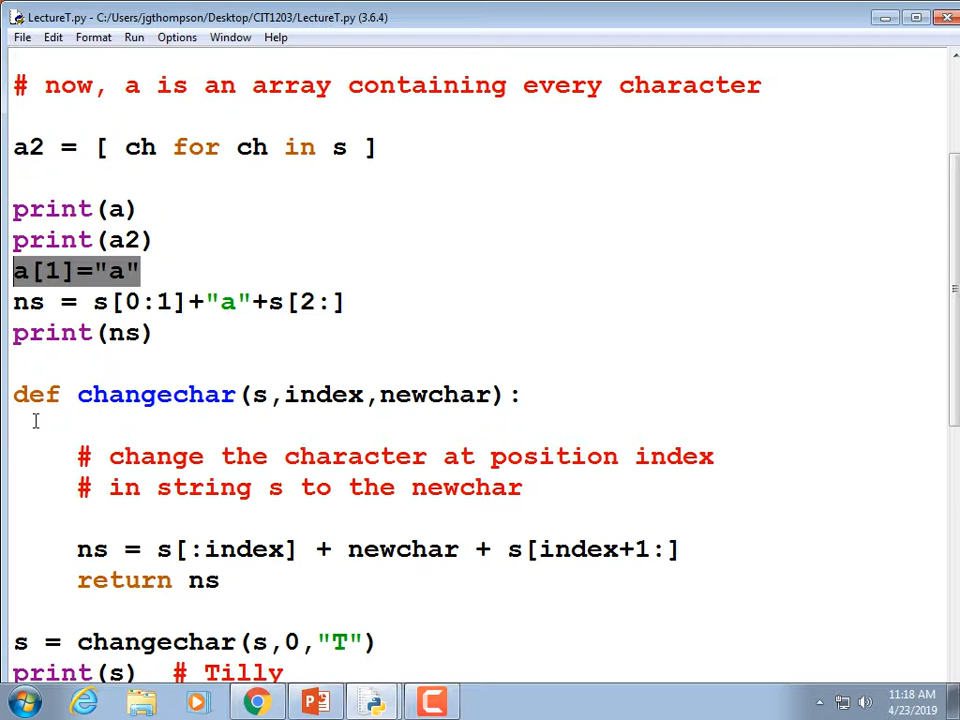 LectureT.py - C:/Users/jgthompson/Desktop/CIT1203/LectureT.py (3.6.4)
File Edit Format Run Options Window Help
# now, a is an array containing every character
a2 = [ ch for ch in s ]
print(a)
print(a2)
a[1]="a"
ns = s[0:1]+"a"+s[2:]
print(ns)
def changechar(s,index,newchar):
# change the character at position index
# in string s to the newchar
ns = s[:index] + newchar + s[index+1:]
return ns
s = changechar(s,0,"T")
print(s) # Tilly
11:18 AM
4/23/2019